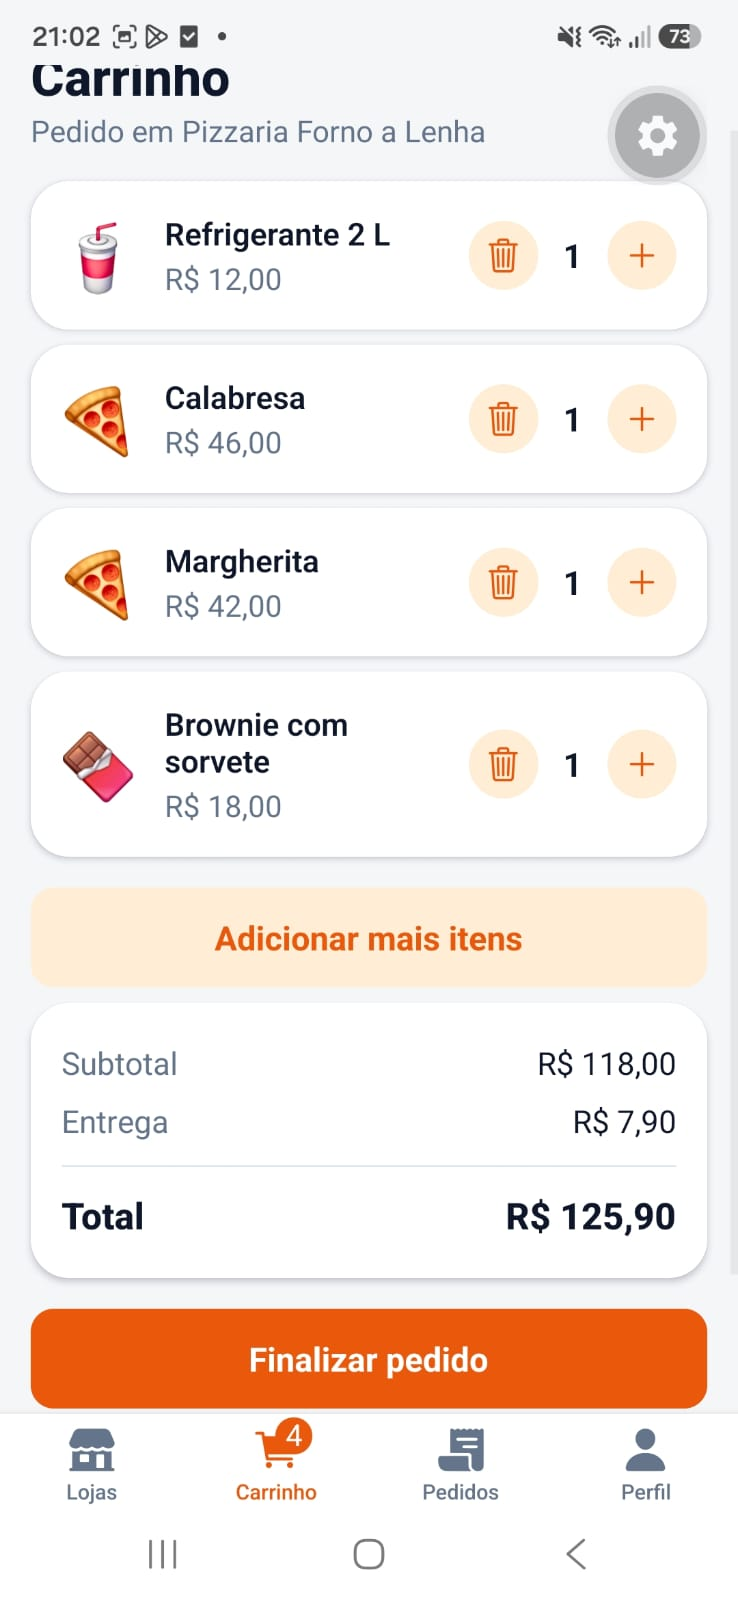 21:02
73
Carrinho
Pedido em Pizzaria Forno a Lenha
Refrigerante 2 L
R$ 12,00
1
Calabresa
R$ 46,00
1
Margherita
R$ 42,00
1
Brownie com
sorvete
R$ 18,00
1
Adicionar mais itens
Subtotal R$ 118,00
Entrega R$ 7,90
Total R$ 125,90
Finalizar pedido
4
Lojas Carrinho Pedidos Perfil